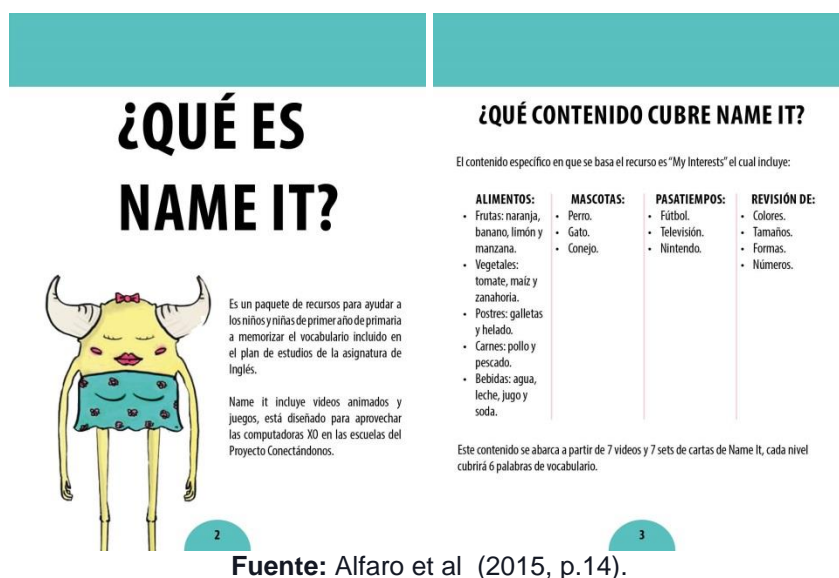 ¿QUÉ ES
NAME IT?
Es un paquete de recursos para ayudar a
los niños y niñas de primer año de primaria
a memorizar el vocabulario incluido en
el plan de estudios de la asignatura de
Inglés.
Name it incluye videos animados y
juegos, está diseñado para aprovechar
las computadoras XO en las escuelas del
Proyecto Conectándonos.
2
¿QUÉ CONTENIDO CUBRE NAME IT?
El contenido específico en que se basa el recurso es “My Interests” el cual incluye:
ALIMENTOS:
• Frutas: naranja,
banano, limón y
manzana.
• Vegetales:
tomate, maíz y
zanahoria.
• Postres: galletas
y helado.
• Carnes: pollo y
pescado.
• Bebidas: agua,
leche, jugo y
soda.
MASCOTAS:
• Perro.
• Gato.
• Conejo.
PASATIEMPOS:
• Fútbol.
• Televisión.
• Nintendo.
REVISIÓN DE:
• Colores.
• Tamaños.
• Formas.
• Números.
Este contenido se abarca a partir de 7 videos y 7 sets de cartas de Name It, cada nivel
cubrirá 6 palabras de vocabulario.
3
Fuente: Alfaro et al (2015, p.14).